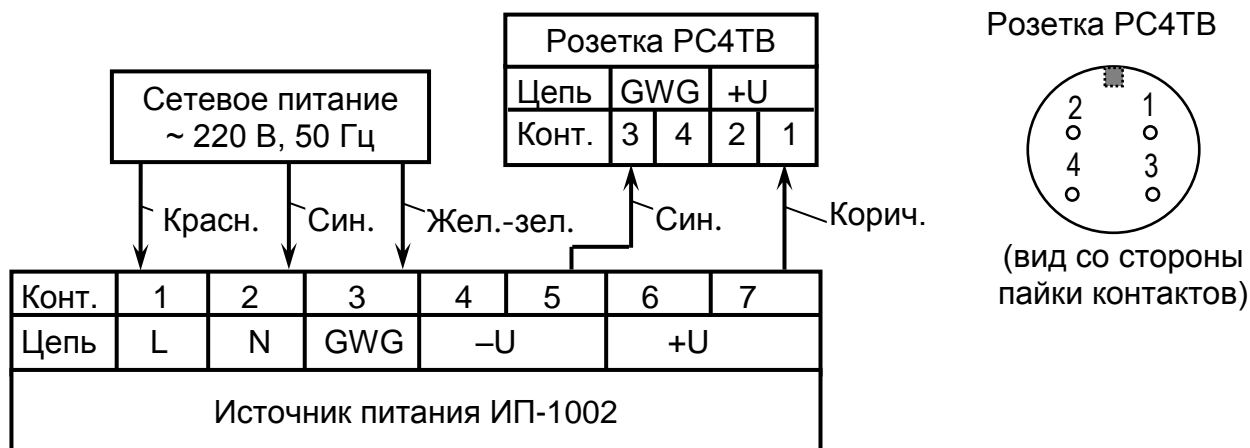 Розетка РС4ТВ
Цепь GWG +U
Конт. 3 4 2 1
Сетевое питание
~ 220 В, 50 Гц
Красн. Син. Жел.-зел. Син. Корич.
Конт. 1 2 3 4 5 6 7
Цепь L N GWG –U +U
Источник питания ИП-1002
Розетка РС4ТВ
2 1
4 3
(вид со стороны
пайки контактов)